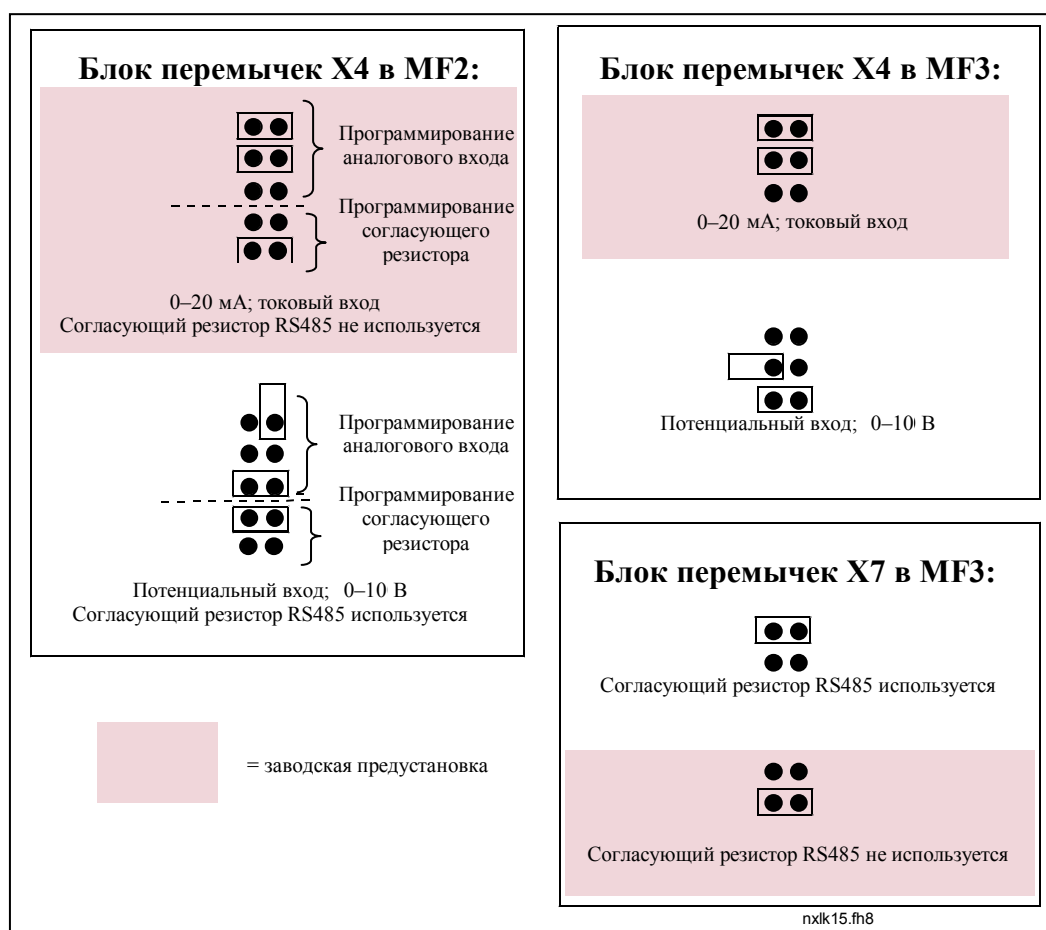 Блок перемычек X4 в MF2:
Программирование
аналогового входа
Программирование
согласующего
резистора
0–20 мА; токовый вход
Согласующий резистор RS485 не используется
Программирование
аналогового входа
Программирование
согласующего
резистора
Потенциальный вход; 0–10 В
Согласующий резистор RS485 используется
= заводская предустановка
Блок перемычек X4 в MF3:
0–20 мА; токовый вход
Потенциальный вход; 0–10 В
Блок перемычек X7 в MF3:
Согласующий резистор RS485 используется
Согласующий резистор RS485 не используется
nxlk15.fh8